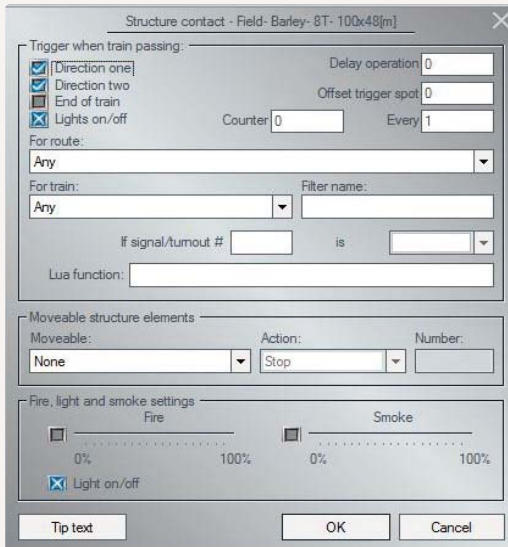 Structure contact - Field- Barley- 8T- 100x48[m]
Trigger when train passing:
Direction one
Delay operation 0
Direction two
Offset trigger spot 0
End of train
Lights on/off
Counter 0
Every 1
For route:
Any
For train:
Filter name:
Any
If signal/turnout #
is
Lua function:
Moveable structure elements
Moveable:
Action:
Number:
None
Stop
Fire, light and smoke settings
Fire
Smoke
0%
100%
0%
100%
Light on/off
Tip text
OK
Cancel